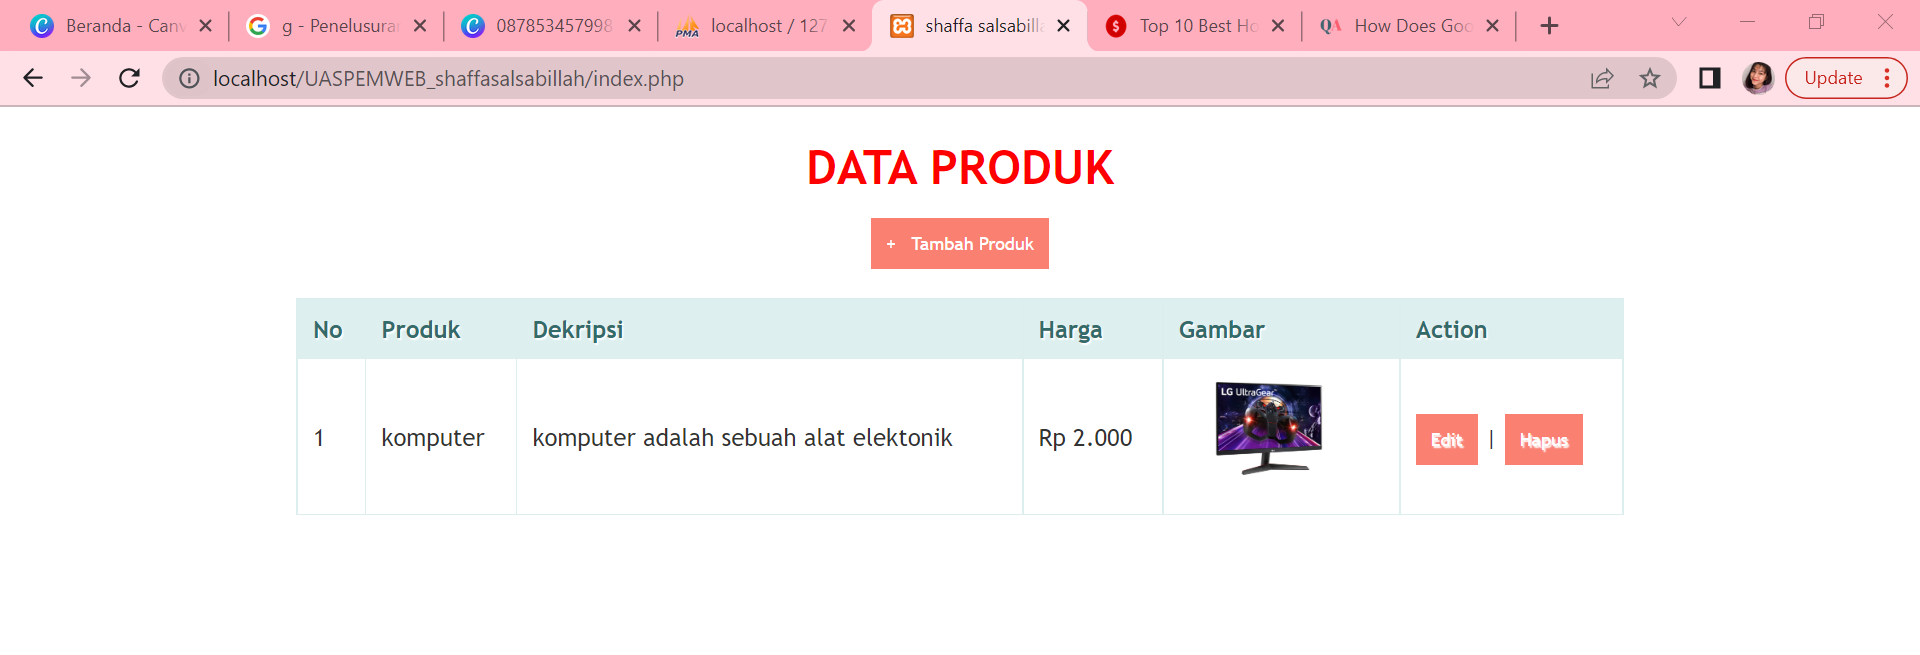 Beranda - Canv
g - Penelusuran
087853457998
localhost / 127
shaffa salsabilla
Top 10 Best Ho
How Does Goo
localhost/UASPEMWEB_shaffasalsabillah/index.php
Update
DATA PRODUK
+ Tambah Produk
No Produk Dekripsi Harga Gambar Action
LG UltraGear
1 komputer komputer adalah sebuah alat elektonik Rp 2.000 Edit | Hapus